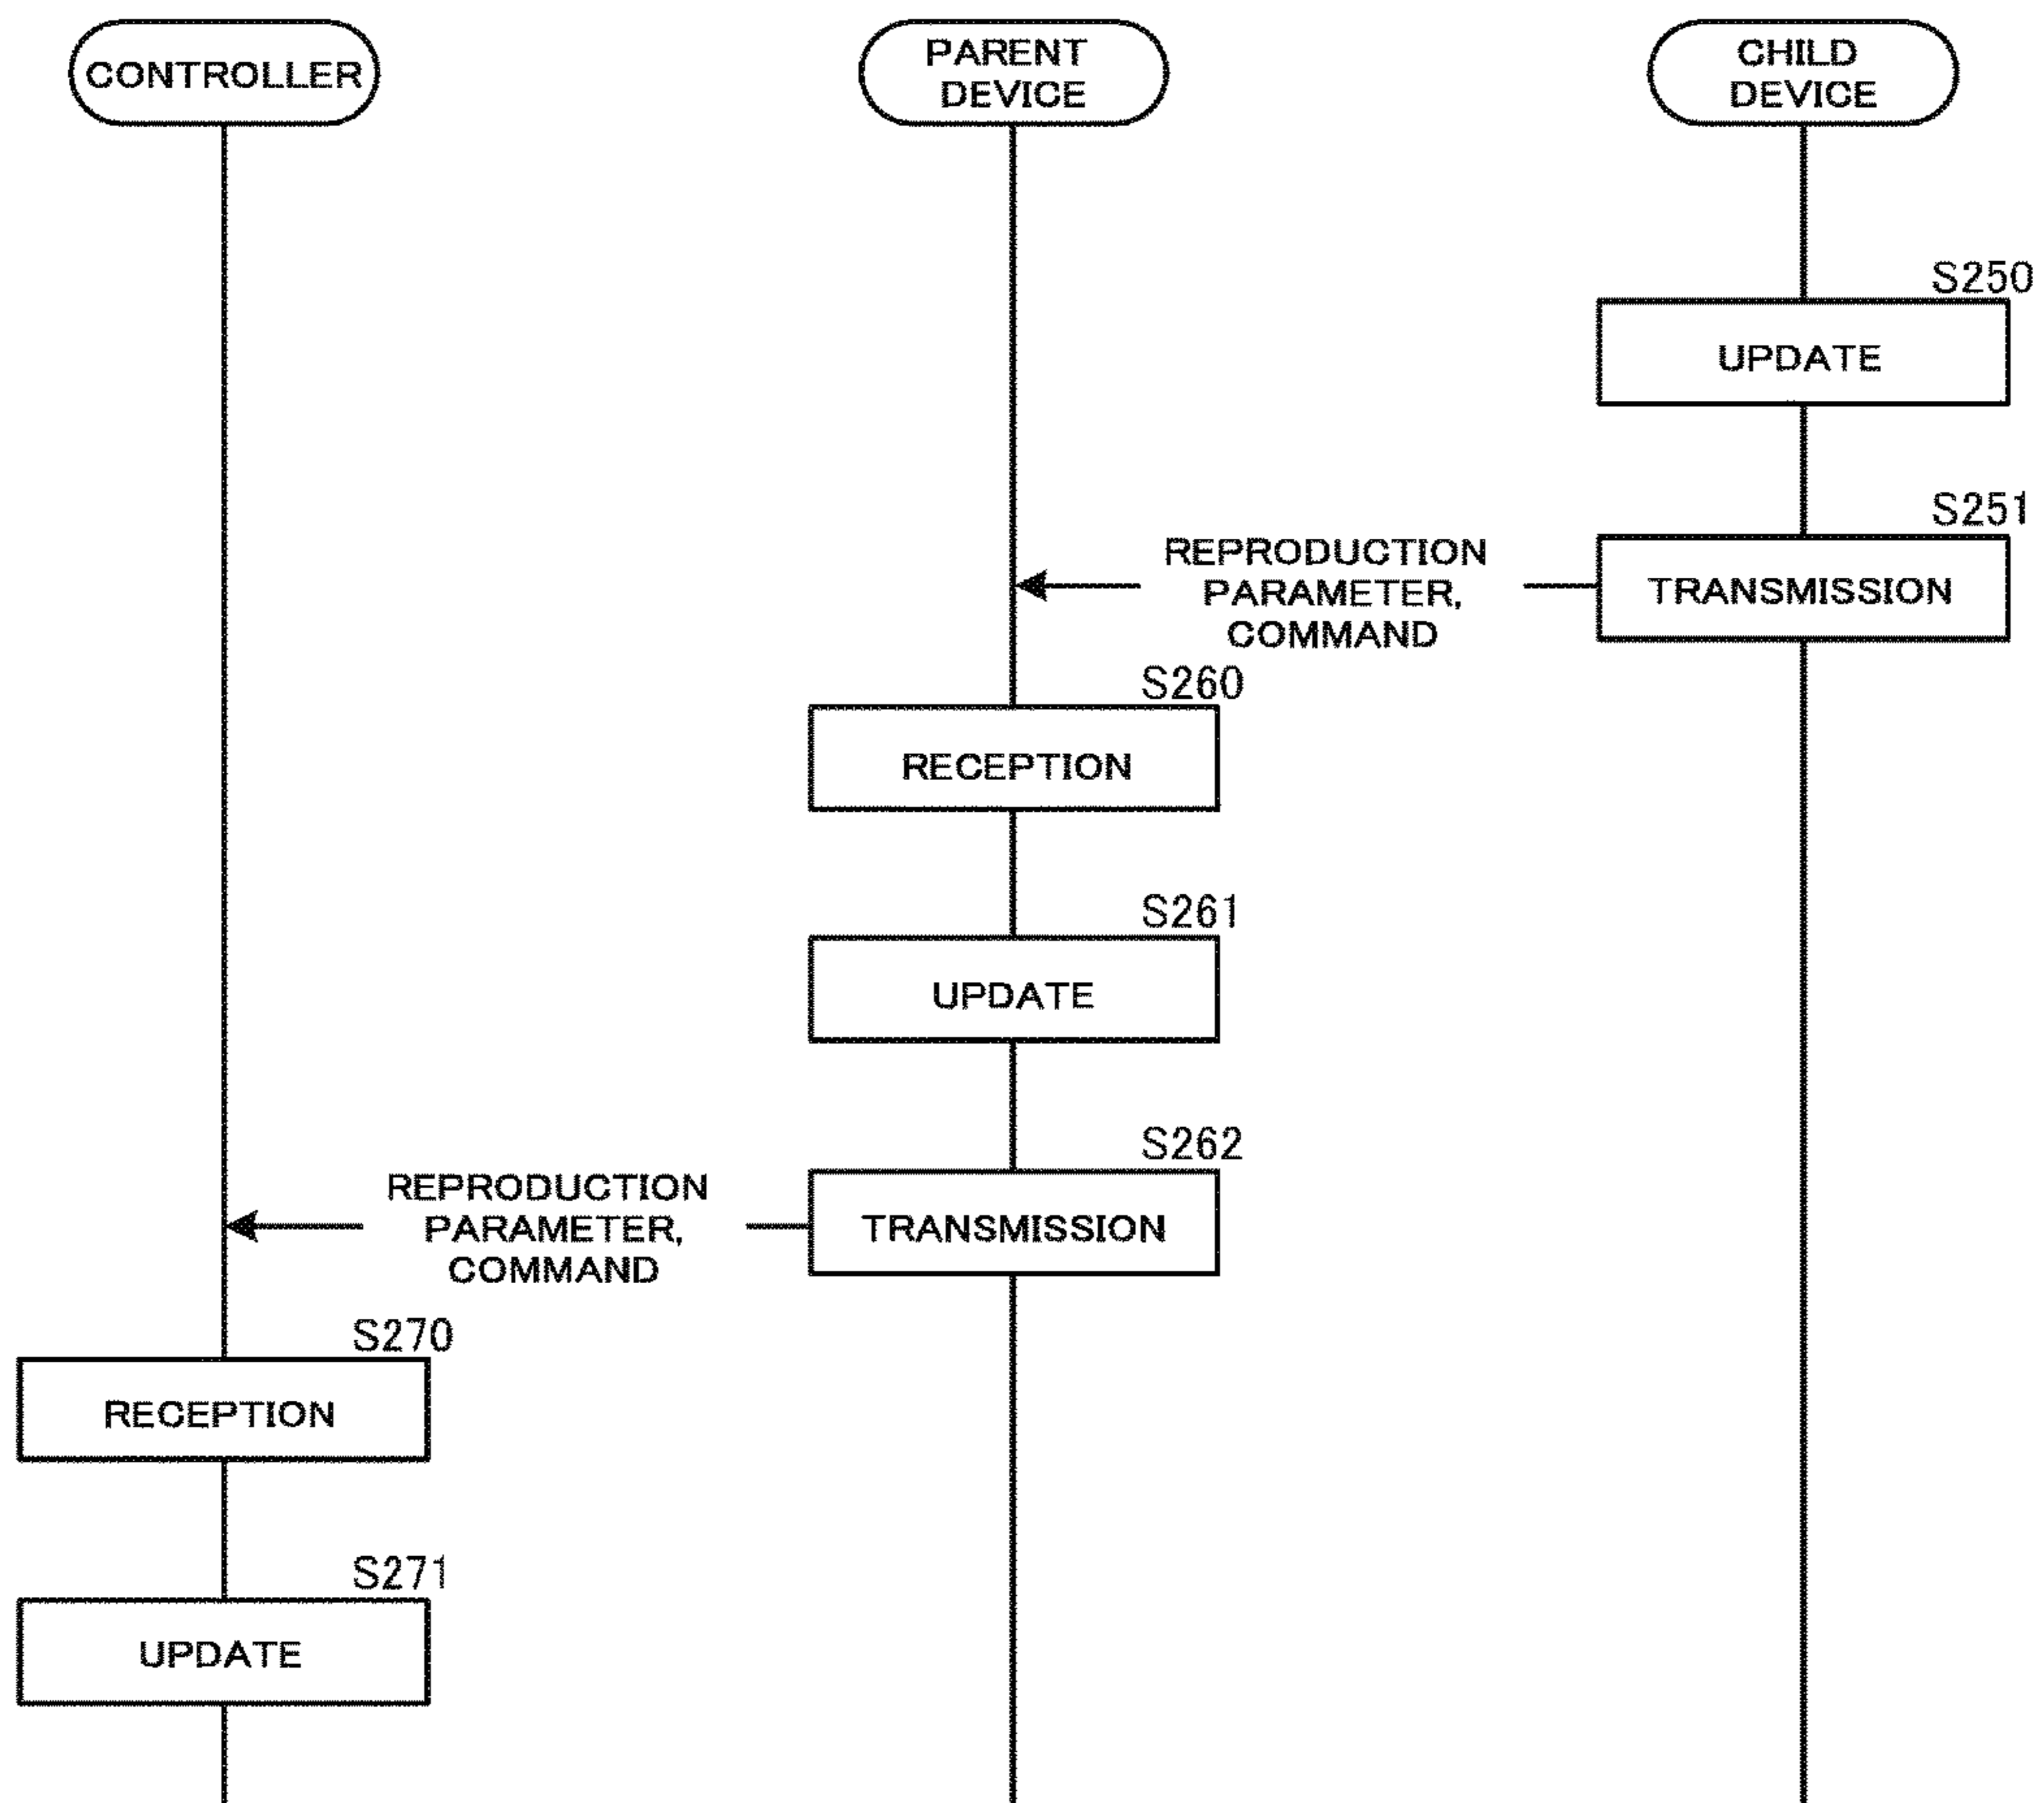 CONTROLLER
PARENT
DEVICE
CHILD
DEVICE
S250
UPDATE
S251
TRANSMISSION
REPRODUCTION
PARAMETER,
COMMAND
S260
RECEPTION
S261
UPDATE
S262
TRANSMISSION
REPRODUCTION
PARAMETER,
COMMAND
S270
RECEPTION
S271
UPDATE